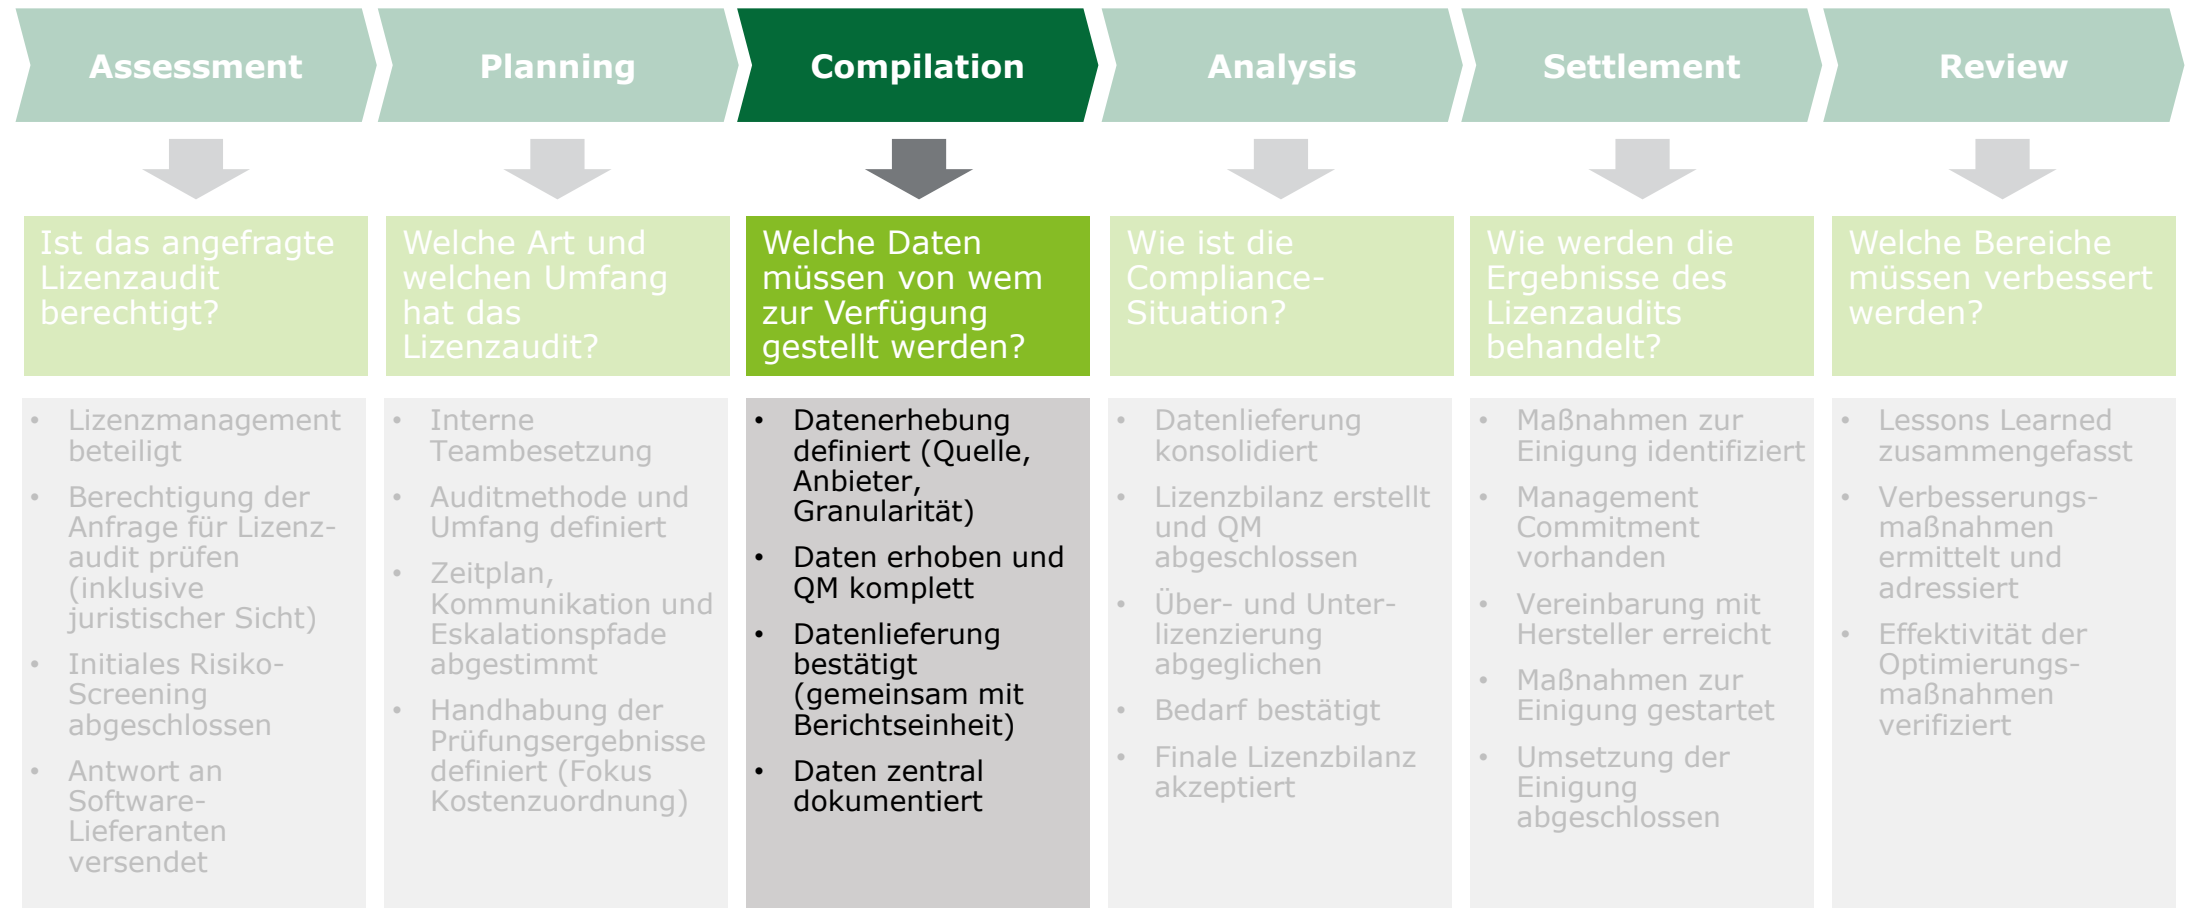 Assessment
Planning
Compilation
Analysis
Settlement
Review
Ist das angefragte
Lizenzaudit
berechtigt?
Welche Art und
welchen Umfang
hat das
Lizenzaudit?
Welche Daten
müssen von wem
zur Verfügung
gestellt werden?
Wie ist die
Compliance-
Situation?
Wie werden die
Ergebnisse des
Lizenzaudits
behandelt?
Welche Bereiche
müssen verbessert
werden?
• Lizenzmanagement
beteiligt
• Berechtigung der
Anfrage für Lizenz-
audit prüfen
(inklusive
juristischer Sicht)
• Initiales Risiko-
Screening
abgeschlossen
• Antwort an
Software-
Lieferanten
versendet
• Interne
Teambesetzung
• Auditmethode und
Umfang definiert
• Zeitplan,
Kommunikation und
Eskalationspfade
abgestimmt
• Handhabung der
Prüfungsergebnisse
definiert (Fokus
Kostenzuordnung)
• Datenerhebung
definiert (Quelle,
Anbieter,
Granularität)
• Daten erhoben und
QM komplett
• Datenlieferung
bestätigt
(gemeinsam mit
Berichtseinheit)
• Daten zentral
dokumentiert
• Datenlieferung
konsolidiert
• Lizenzbilanz erstellt
und QM
abgeschlossen
• Über- und Unter-
lizenzierung
abgeglichen
• Bedarf bestätigt
• Finale Lizenzbilanz
akzeptiert
• Maßnahmen zur
Einigung identifiziert
• Management
Commitment
vorhanden
• Vereinbarung mit
Hersteller erreicht
• Maßnahmen zur
Einigung gestartet
• Umsetzung der
Einigung
abgeschlossen
• Lessons Learned
zusammengefasst
• Verbesserungs-
maßnahmen
ermittelt und
adressiert
• Effektivität der
Optimierungs-
maßnahmen
verifiziert